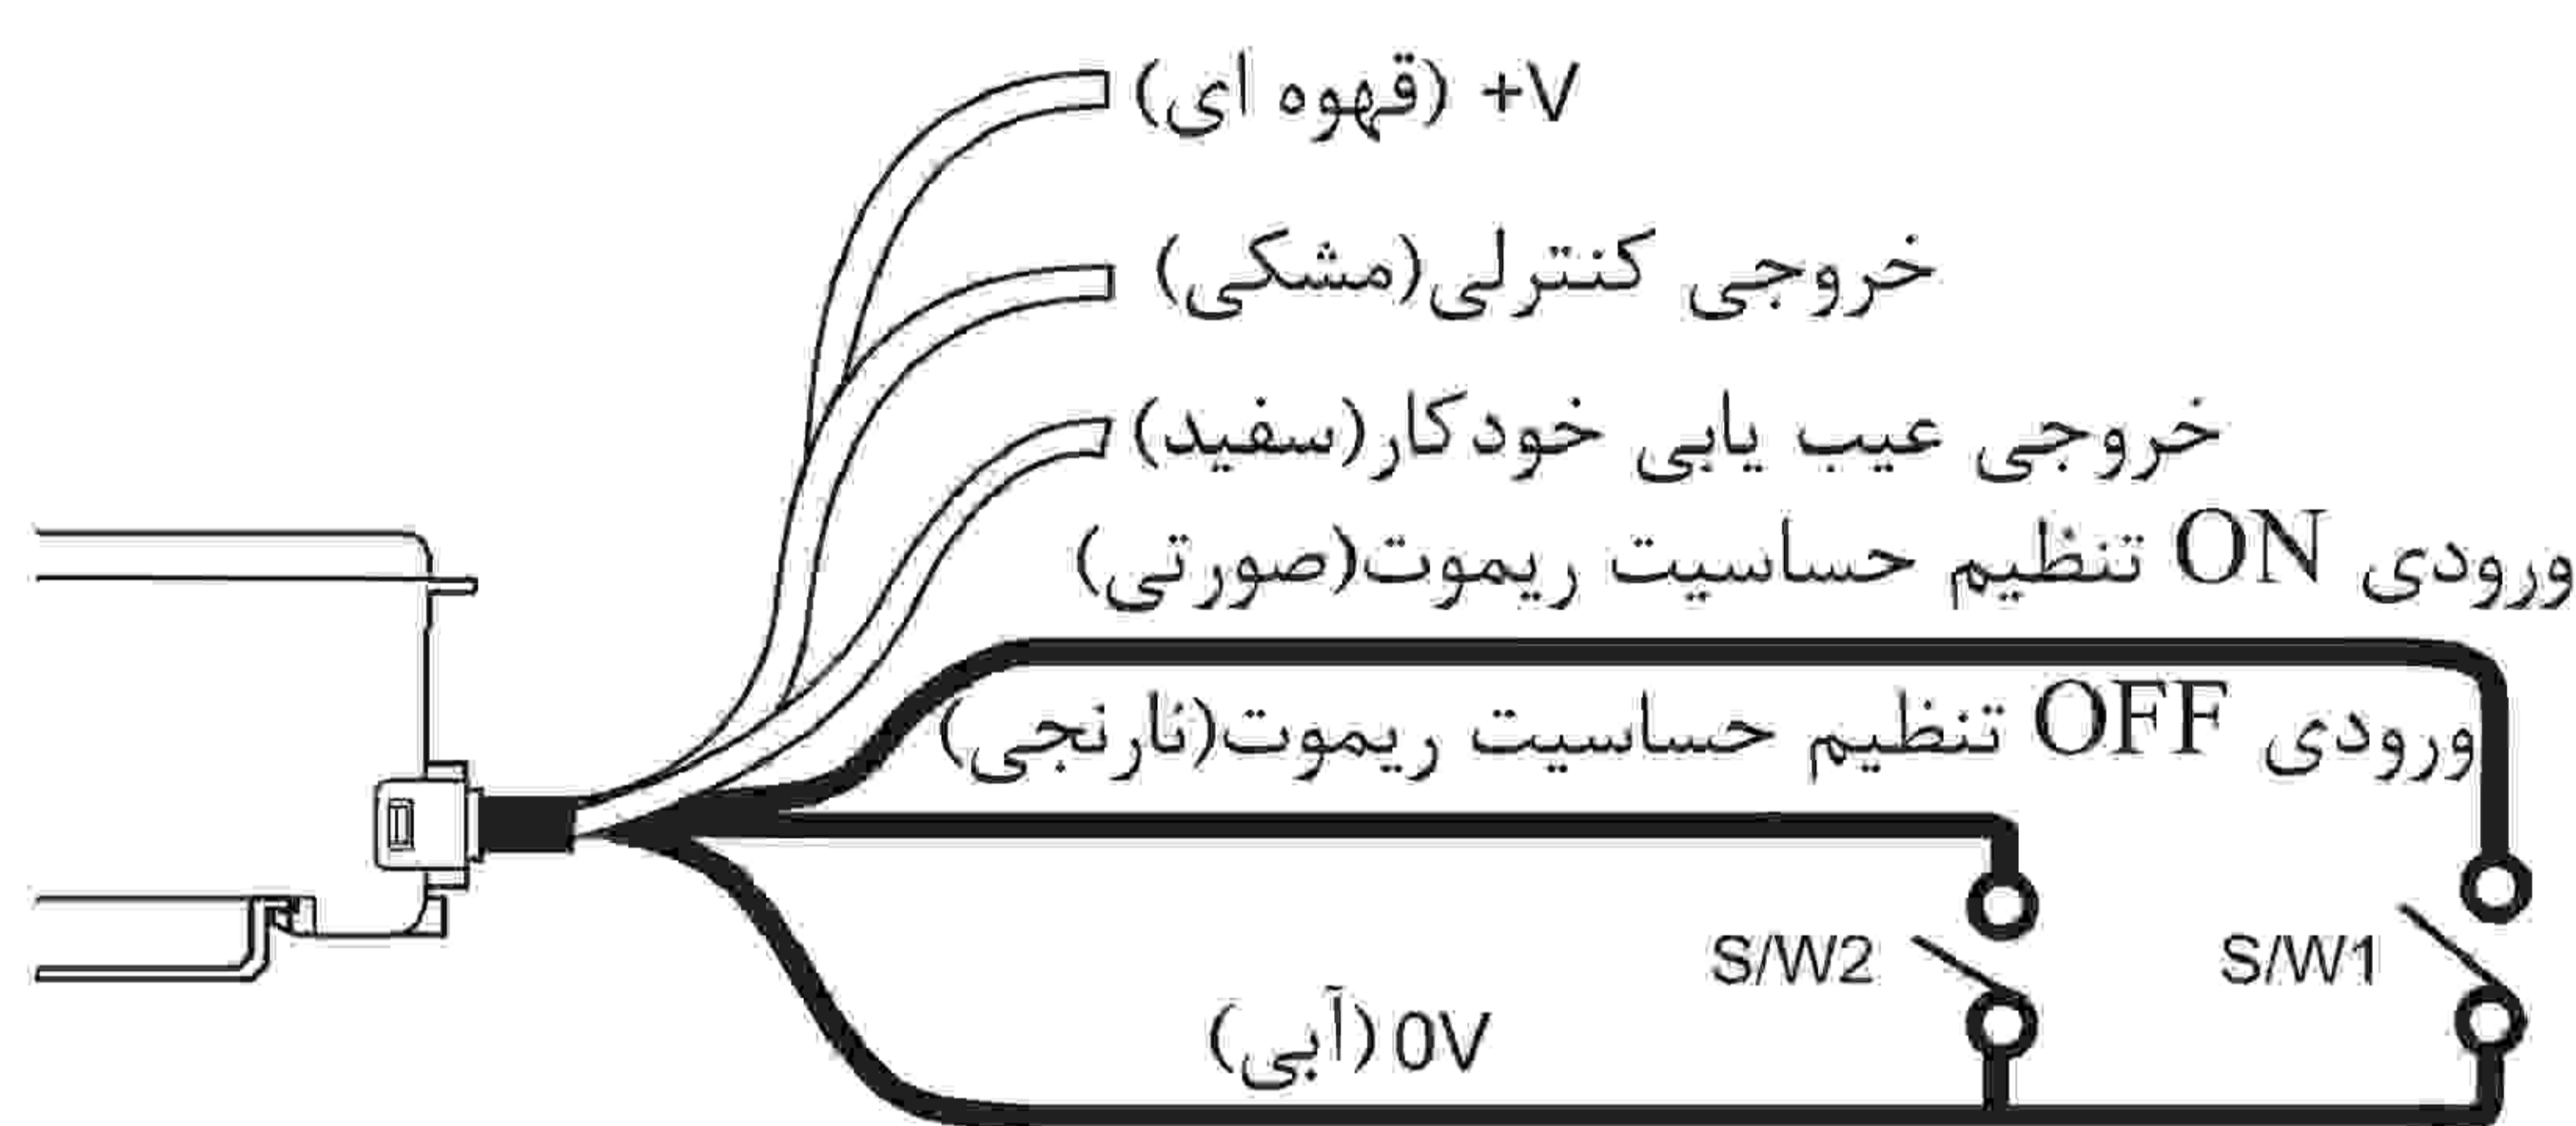 +V (قهوه ای)
خروجی کنترلی(مشکی)
خروجی عیب یابی خودکار(سفید)
ورودی ON تنظیم حساسیت ریموت(صورتی)
ورودی OFF تنظیم حساسیت ریموت(نارنجی)
S/W2
S/W1
0V(آبی)